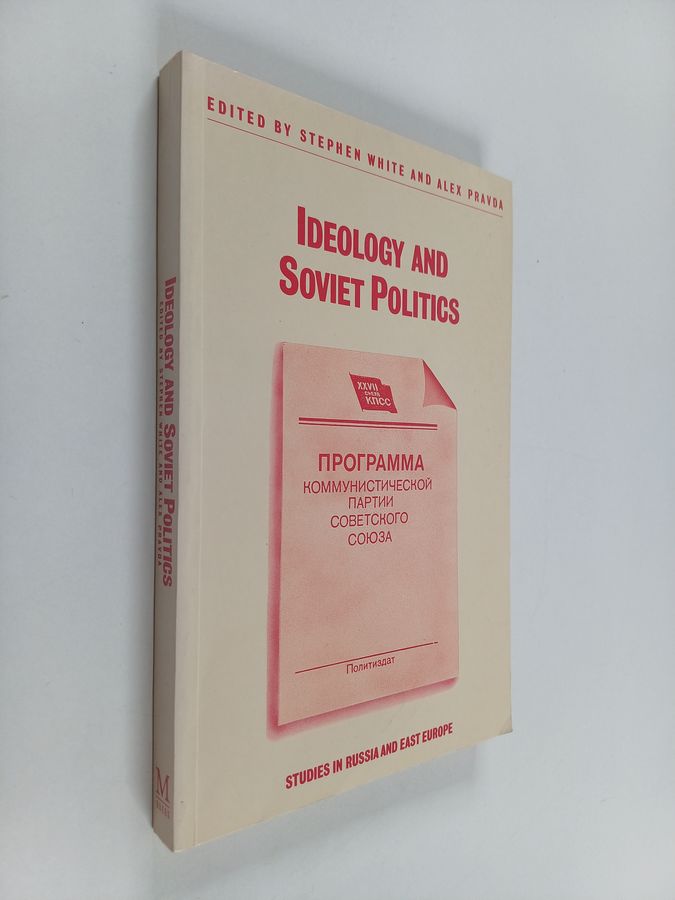 EDITED BY STEPHEN WHITE AND ALEX PRAVDA
IDEOLOGY AND
SOVIET POLITICS
XXVII
СЪЕЗД
КПСС
ПРОГРАММА
КОММУНИСТИЧЕСКОЙ
ПАРТИИ
СОВЕТСКОГО
СОЮЗА
Политиздат
STUDIES IN RUSSIA AND EAST EUROPE
IDEOLOGY AND SOVIET POLITICS
EDITED BY STEPHEN WHITE AND ALEX PRAVDA
M